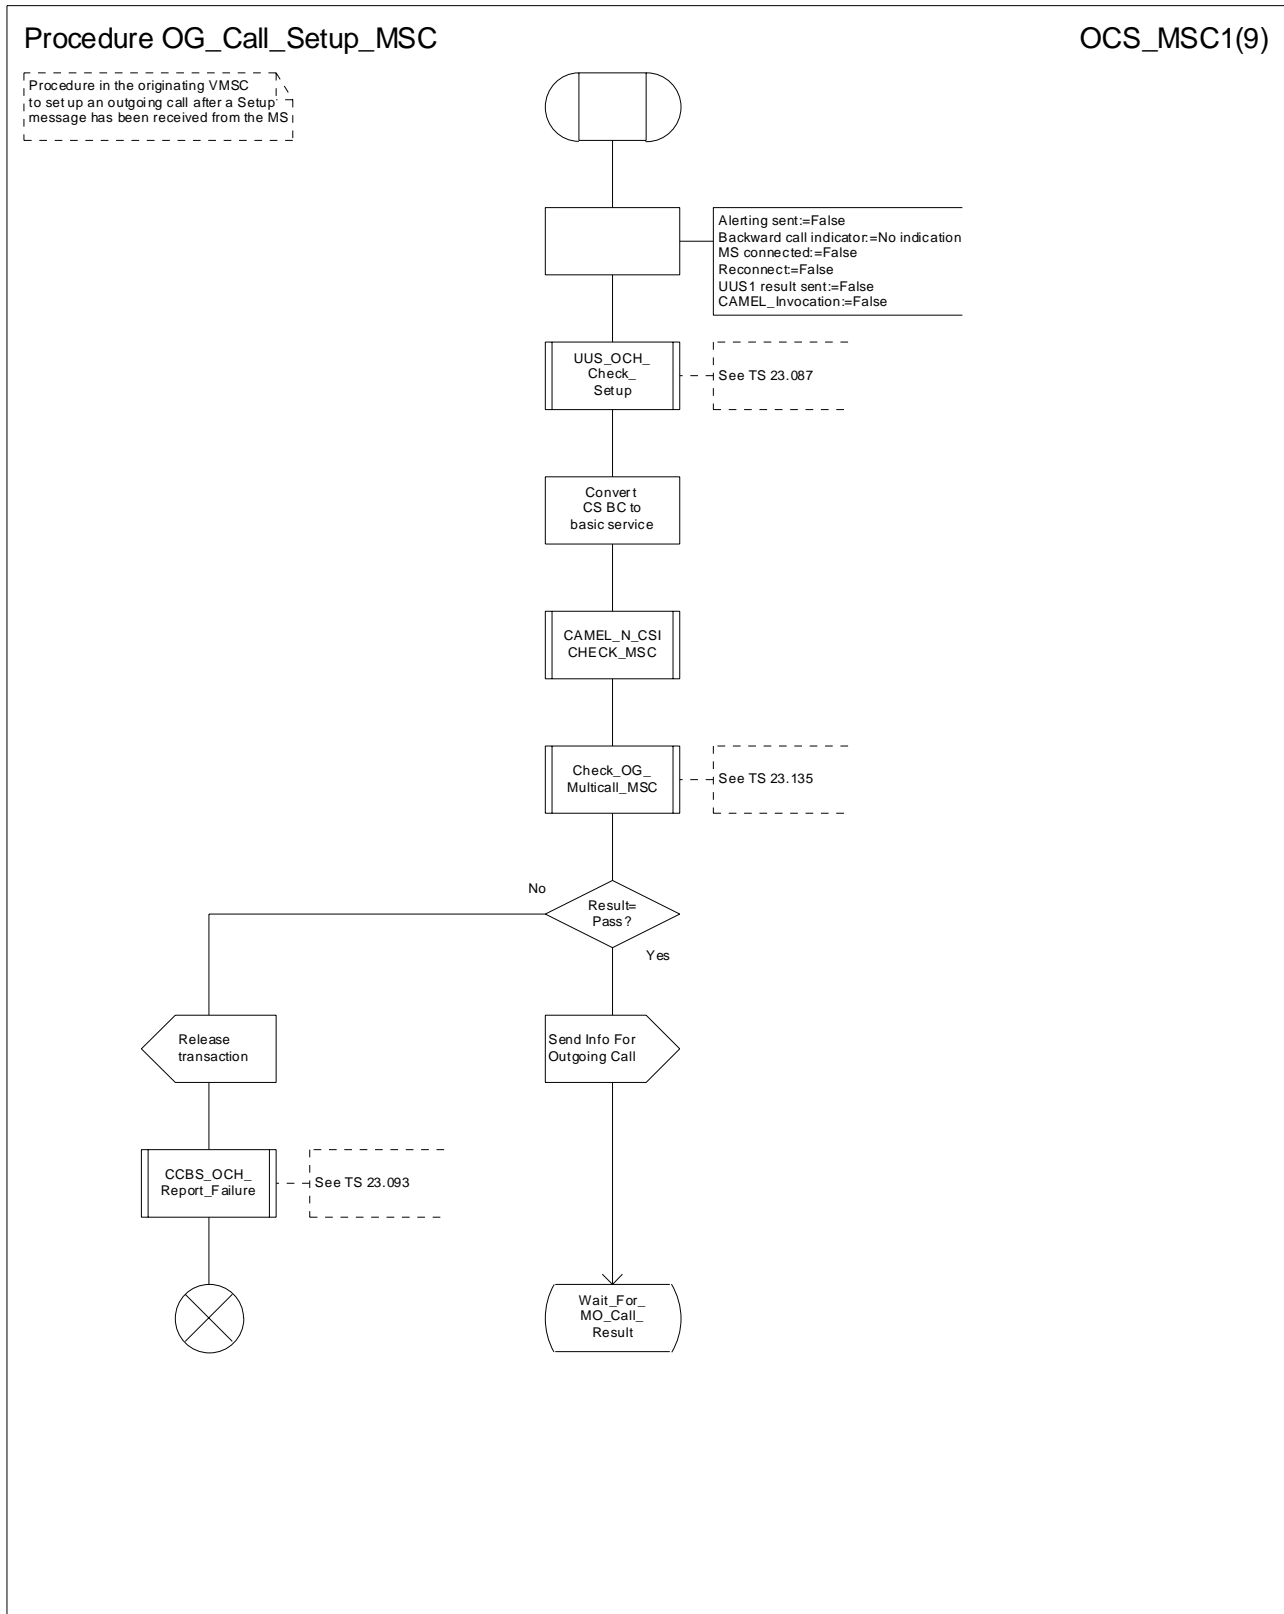 Procedure OG_Call_Setup_MSC
OCS_MSC1(9)
Procedure in the originating VMSC
to set up an outgoing call after a Setup
message has been received from the MS
Alerting sent:=False
Backward call indicator:=No indication
MS connected:=False
Reconnect:=False
UUS1 result sent:=False
CAMEL_Invocation:=False
UUS_OCH_
Check_
Setup
See TS 23.087
Convert
CS BC to
basic service
CAMEL_N_CSI
CHECK_MSC
Check_OG_
Multicall_MSC
See TS 23.135
No
Result=
Pass?
Yes
Release
transaction
Send Info For
Outgoing Call
CCBS_OCH_
Report_Failure
See TS 23.093
Wait_For_
MO_Call_
Result